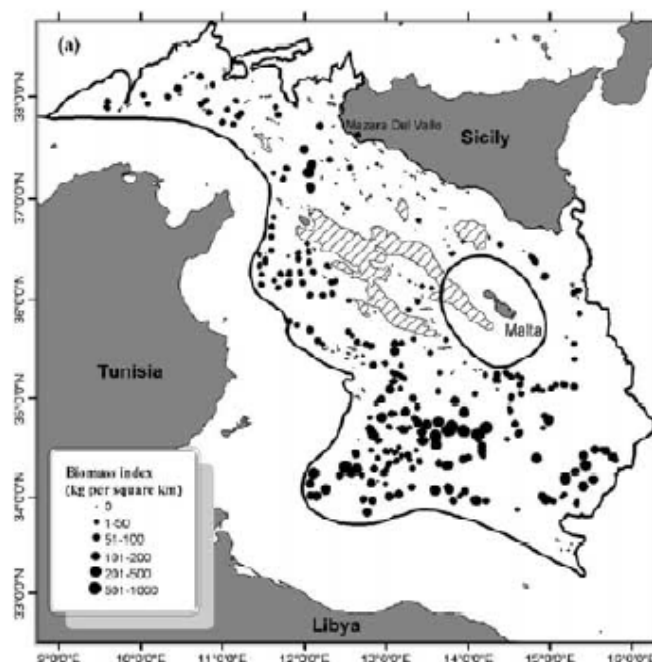 (a)
38°0'0"N
37°0'0"N
36°0'0"N
35°0'0"N
34°0'0"N
33°0'0"N
Mazara Del Vallo
Sicily
Malta
Tunisia
Libya
Biomass index
(kg per square km)
0
1-50
51-100
101-200
201-500
501-1000
9°0'0"E
10°0'0"E
11°0'0"E
12°0'0"E
13°0'0"E
14°0'0"E
15°0'0"E
16°0'0"E